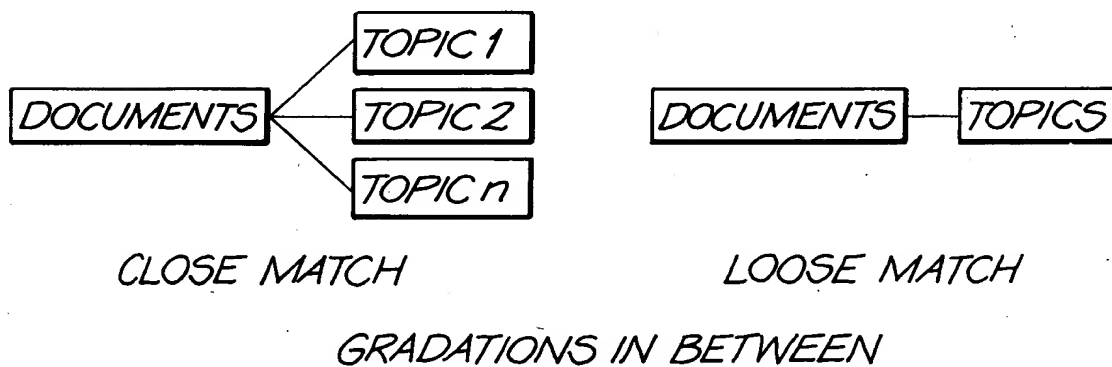 TOPIC 1
DOCUMENTS
TOPIC 2
TOPIC n
CLOSE MATCH
DOCUMENTS
TOPICS
LOOSE MATCH
GRADATIONS IN BETWEEN